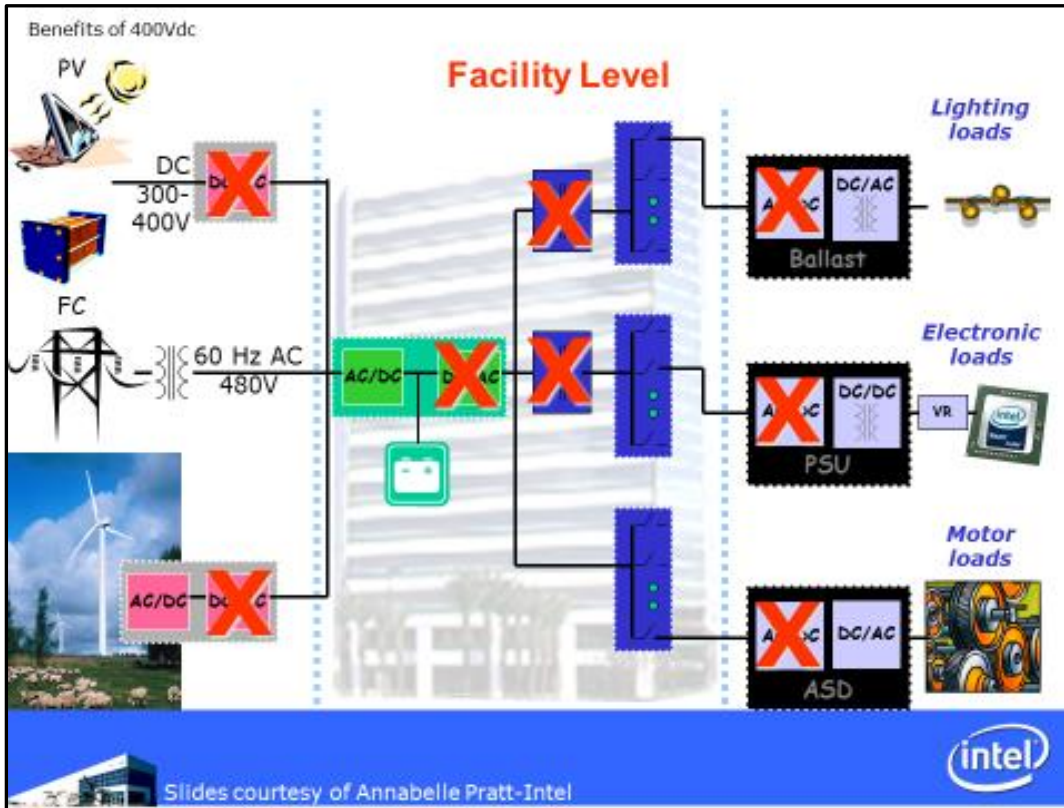 Benefits of 400Vdc
PV
Facility Level
Lighting
loads
DC
300-
400V
DC/AC
Ballast
FC
60 Hz AC
480V
AC/DC
Electronic
loads
DC/DC
VR
intel
PSU
AC/DC
Motor
loads
DC/AC
ASD
Slides courtesy of Annabelle Pratt-Intel
intel